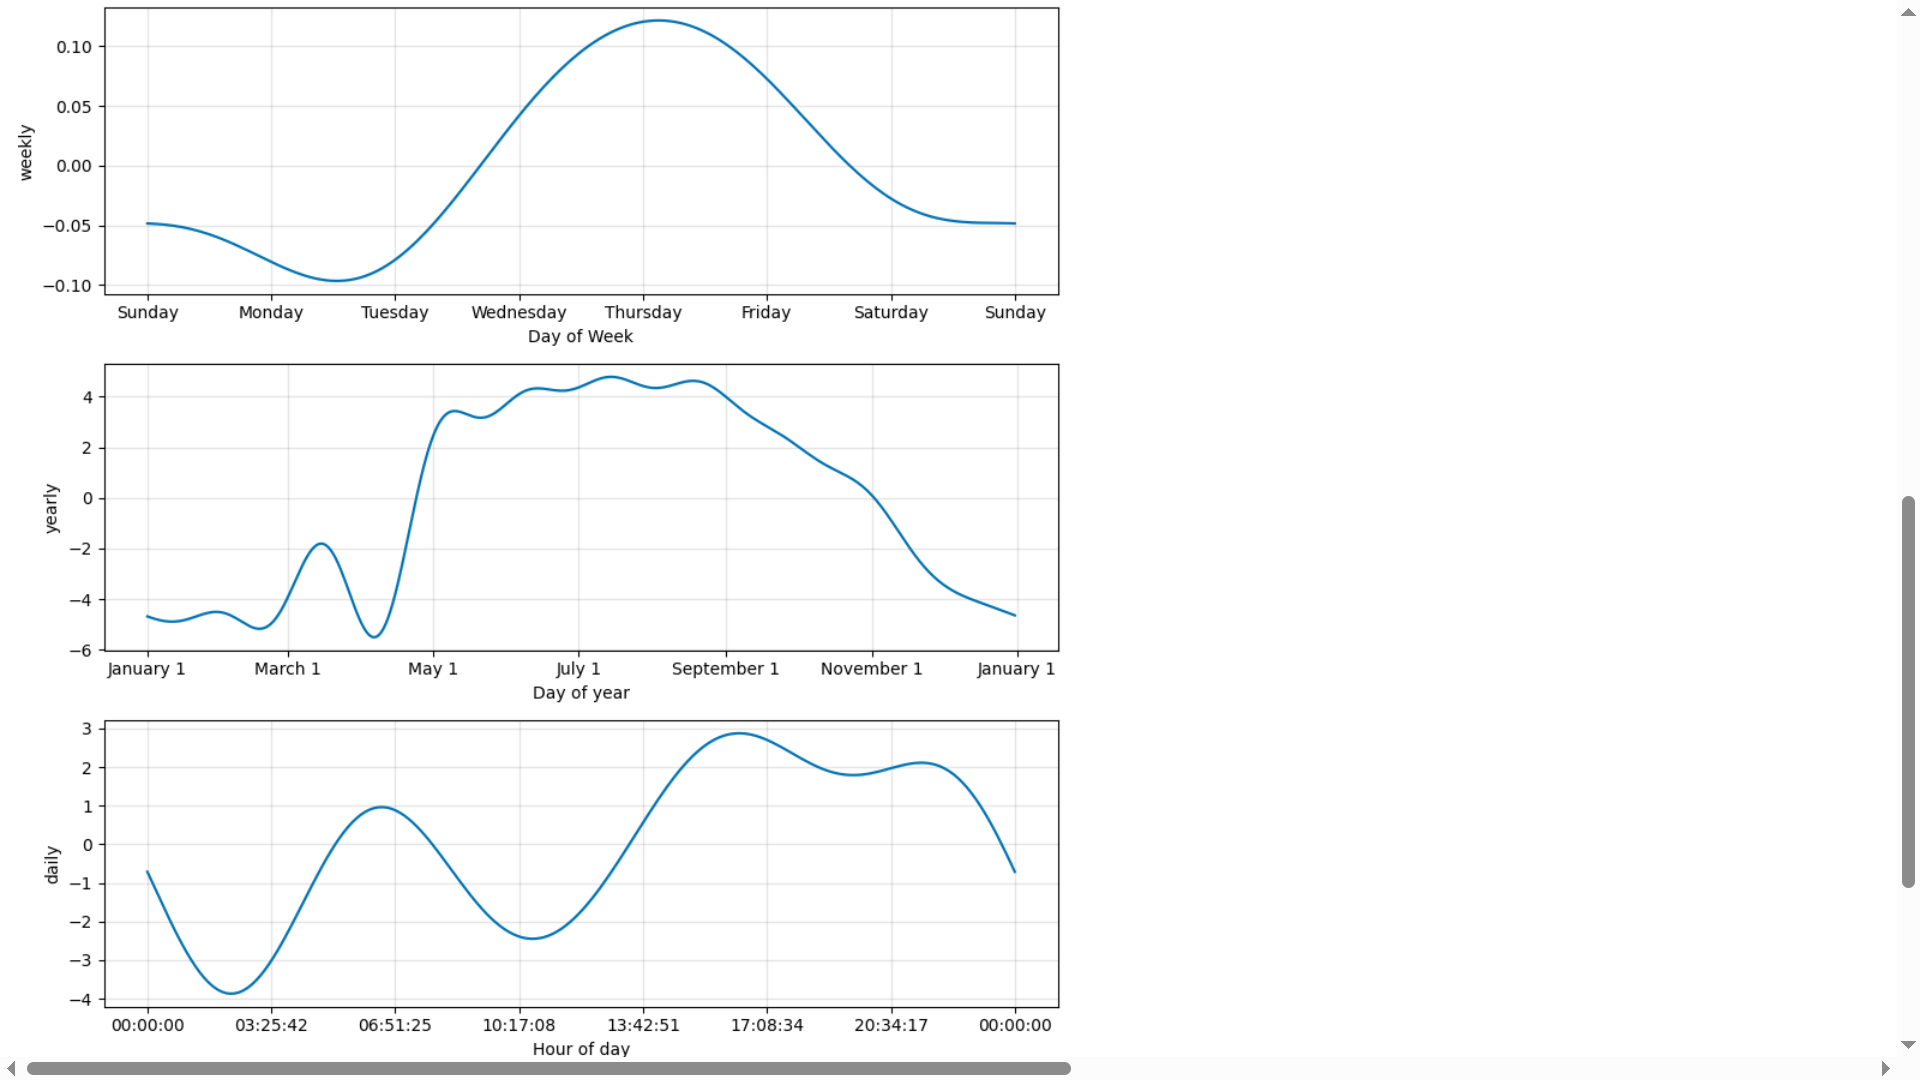 0.10
0.05
0.00
−0.05
−0.10
weekly
Sunday Monday Tuesday Wednesday Thursday Friday Saturday Sunday
Day of Week
4
2
0
−2
−4
−6
yearly
January 1 March 1 May 1 July 1 September 1 November 1 January 1
Day of year
3
2
1
0
−1
−2
−3
−4
daily
00:00:00 03:25:42 06:51:25 10:17:08 13:42:51 17:08:34 20:34:17 00:00:00
Hour of day